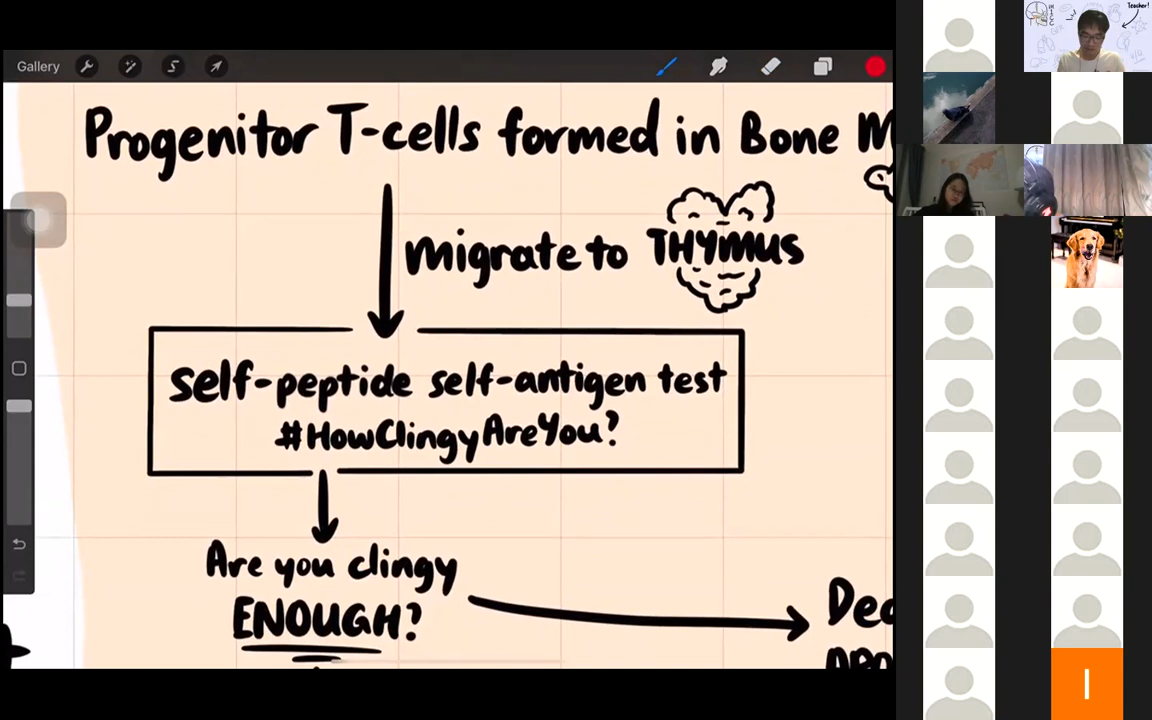 Gallery
Teacher!
Progenitor T-cells formed in Bone M
migrate to THYMUS
self-peptide self-antigen test
#HowClingyAreYou?
Are you clingy
ENOUGH?
Dec
I